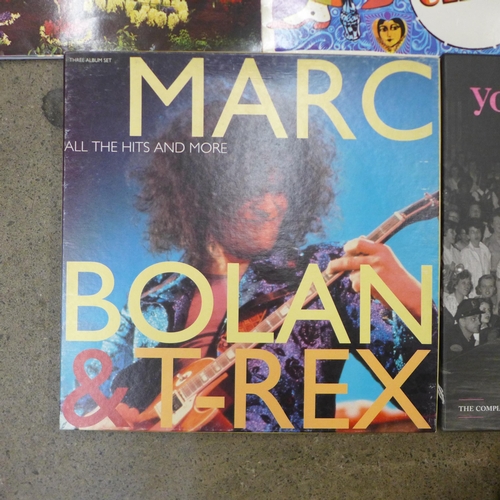 THREE ALBUM SET
MARC
ALL THE HITS AND MORE
BOLAN
& T-REX
yo
THE COMPL